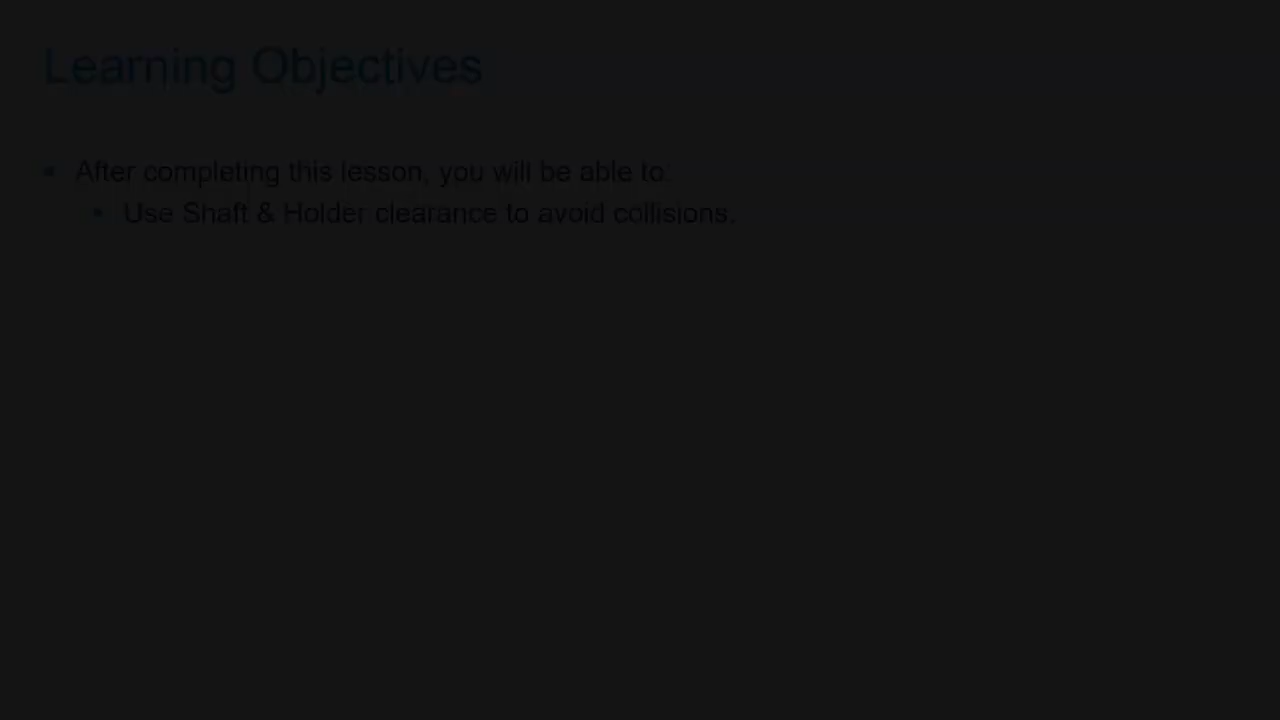 Learning Objectives
After completing this lesson, you will be able to:
Use Shaft & Holder clearance to avoid collisions.